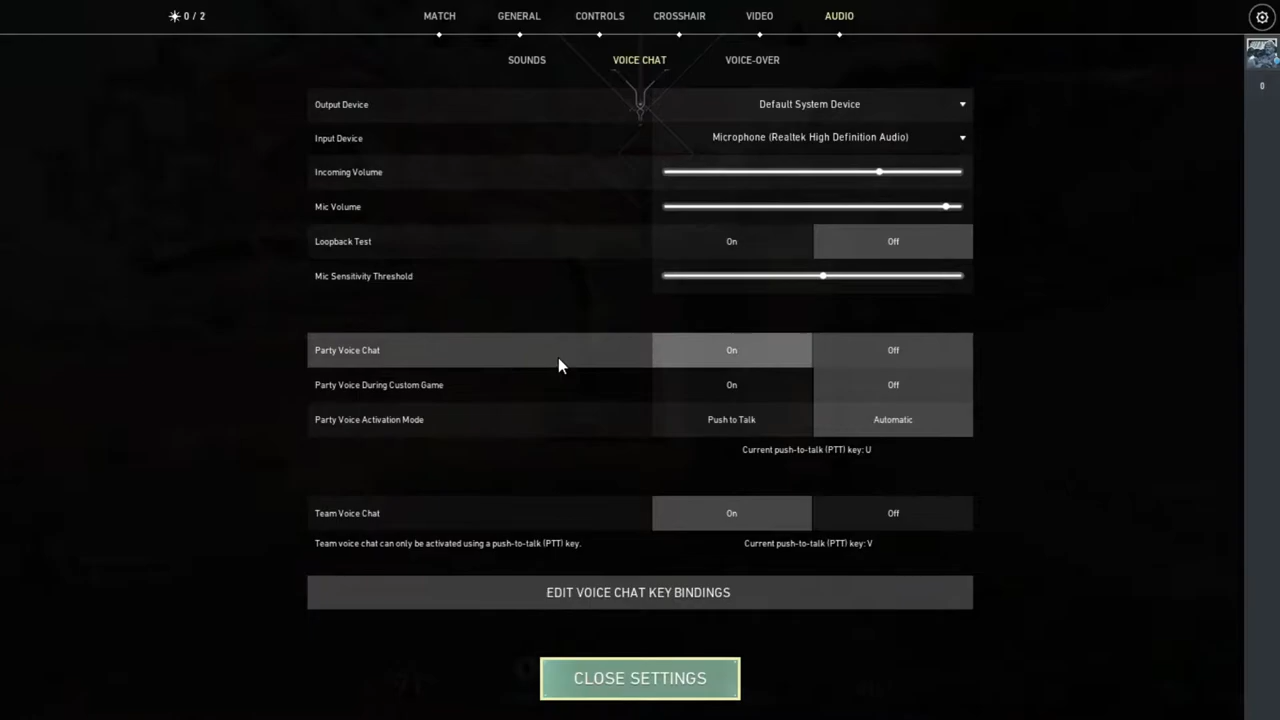 0 / 2
MATCH
GENERAL
CONTROLS
CROSSHAIR
VIDEO
AUDIO
SOUNDS
VOICE CHAT
VOICE-OVER
0
Output Device
Default System Device
Input Device
Microphone (Realtek High Definition Audio)
Incoming Volume
Mic Volume
Loopback Test
On
Off
Mic Sensitivity Threshold
Party Voice Chat
On
Off
Party Voice During Custom Game
On
Off
Party Voice Activation Mode
Push to Talk
Automatic
Current push-to-talk (PTT) key: U
Team Voice Chat
On
Off
Team voice chat can only be activated using a push-to-talk (PTT) key.
Current push-to-talk (PTT) key: V
EDIT VOICE CHAT KEY BINDINGS
CLOSE SETTINGS